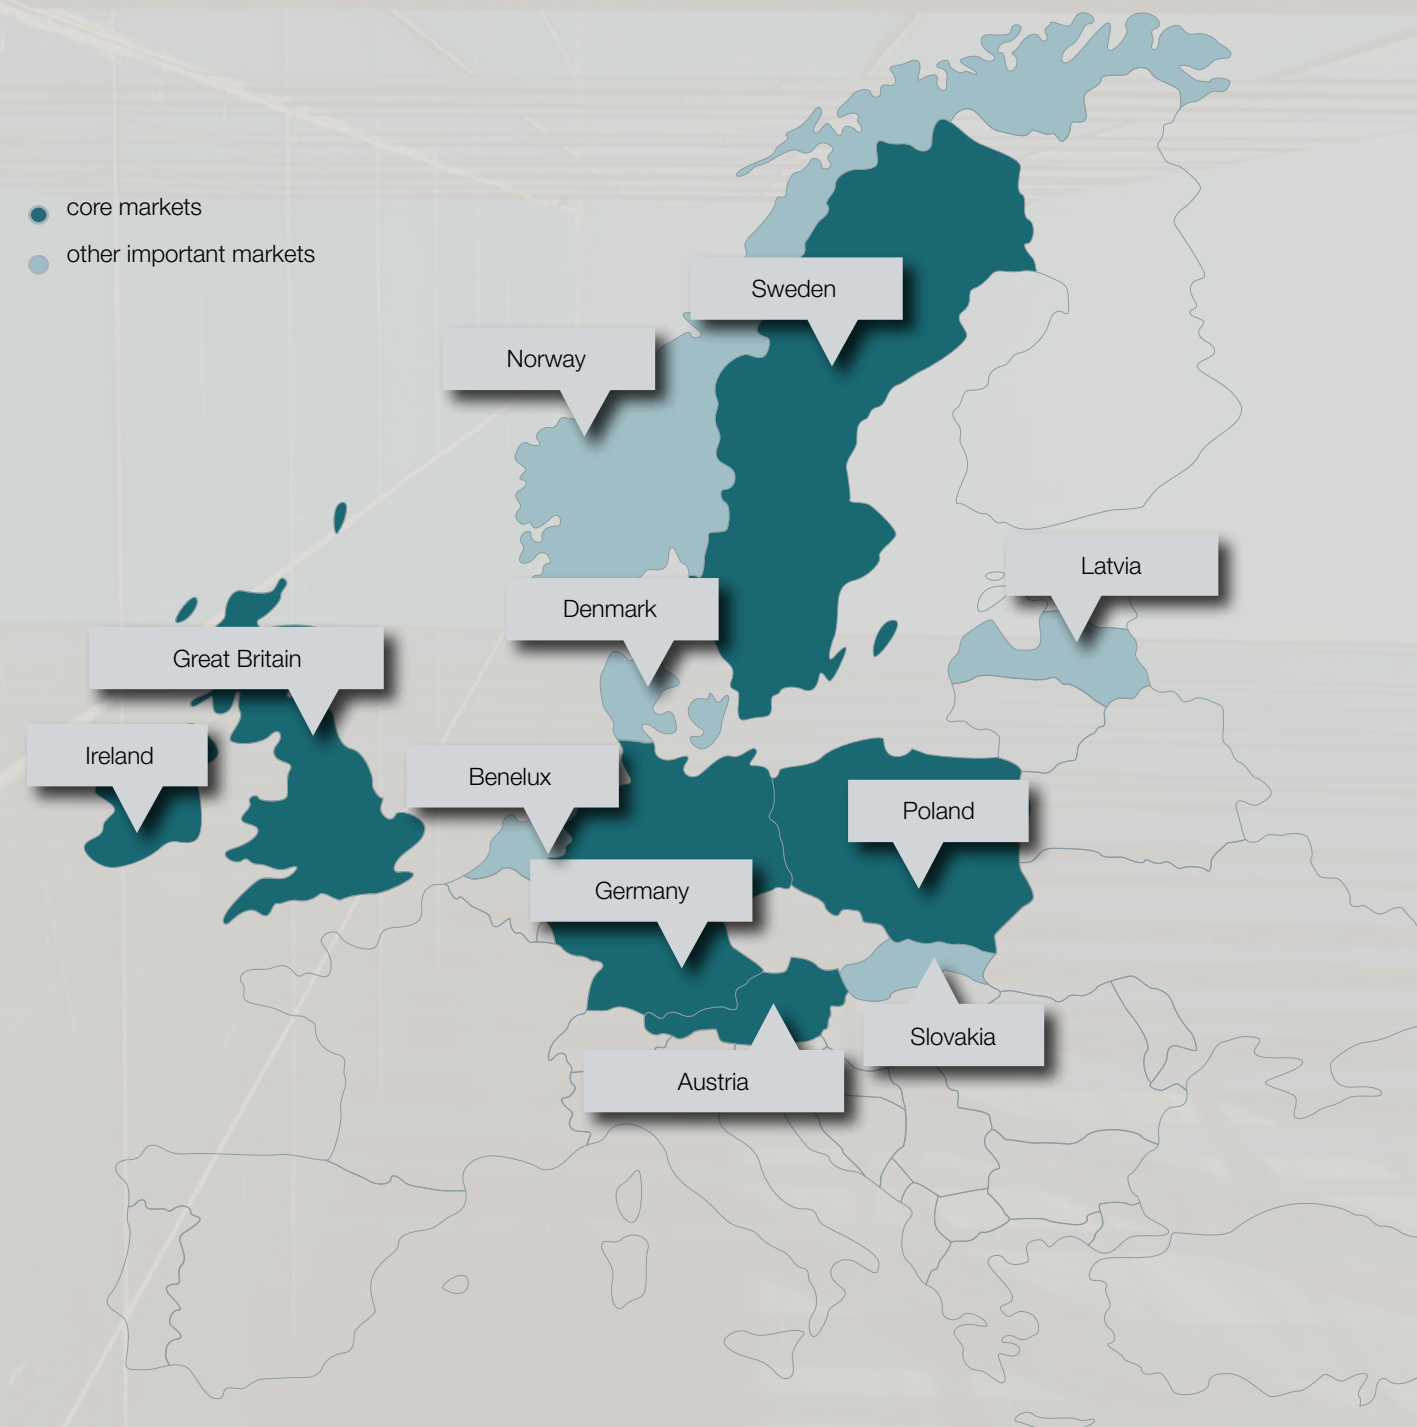 core markets
other important markets
Sweden
Norway
Latvia
Denmark
Great Britain
Ireland
Benelux
Poland
Germany
Slovakia
Austria